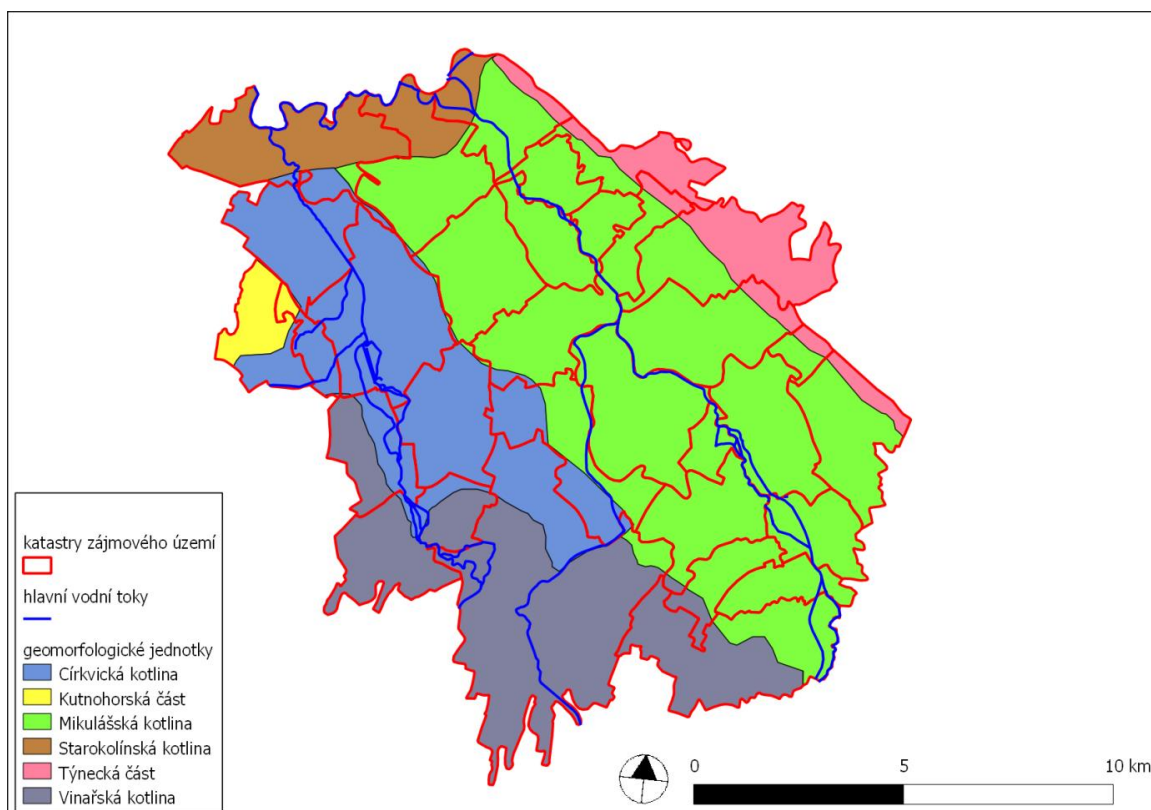 katastry zájmového území
hlavní vodní toky
geomorfologické jednotky
Církvická kotlina
Kutnohorská část
Mikulášská kotlina
Starokolínská kotlina
Týnecká část
Vinařská kotlina
0 5 10 km